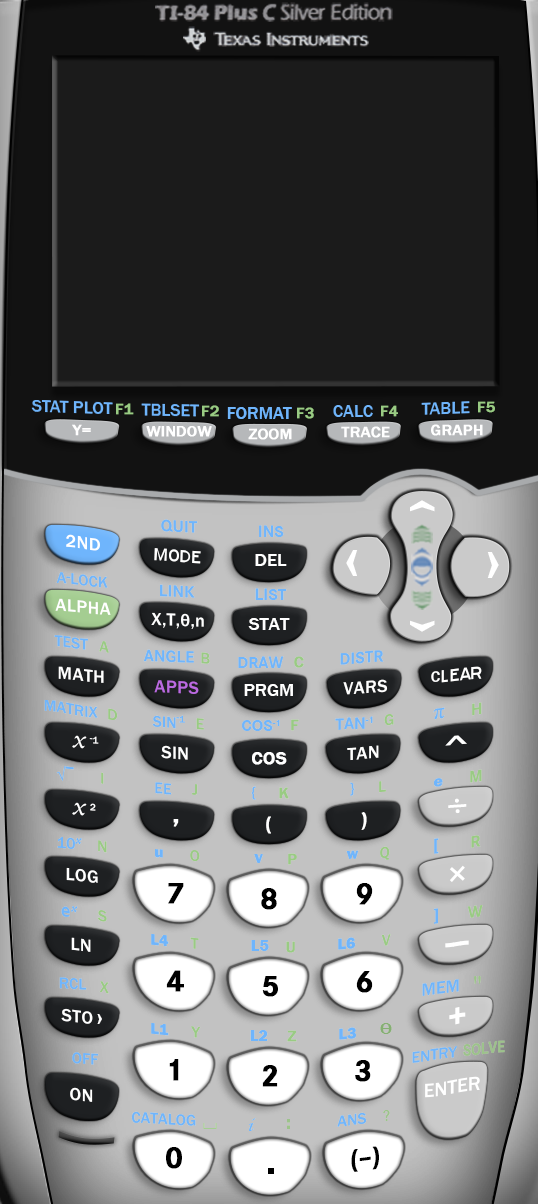 TI-84 Plus C Silver Edition
TEXAS INSTRUMENTS
STAT PLOT F1 TBLSET F2 FORMAT F3 CALC F4 TABLE F5
Y= WINDOW ZOOM TRACE GRAPH
QUIT INS
2ND MODE DEL
A-LOCK LINK LIST
ALPHA X,T,θ,n STAT
TEST A ANGLE B DRAW C DISTR
MATH APPS PRGM VARS CLEAR
MATRIX D SIN⁻¹ E COS⁻¹ F TAN⁻¹ G π H
x⁻¹ SIN COS TAN ^
√ I EE J { K } L e M
x² , ( ) ÷
10ˣ N u O v P w Q [ R
LOG 7 8 9 ×
eˣ S L4 T L5 U L6 V ] W
LN 4 5 6 −
RCL X L1 Y L2 Z L3 θ MEM "
STO› 1 2 3 +
OFF CATALOG _ i : ANS ? ENTRY SOLVE
ON 0 . (−) ENTER